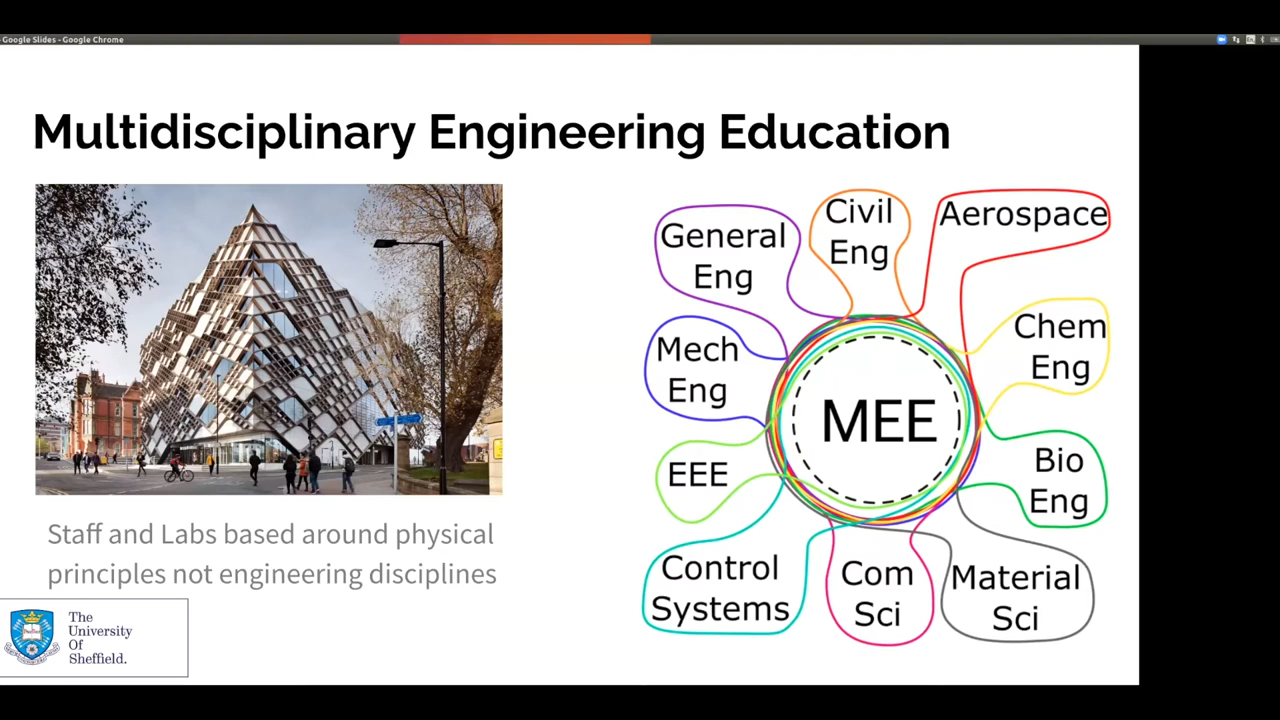 - Google Slides - Google Chrome
Multidisciplinary Engineering Education
General
Eng
Civil
Eng
Aerospace
Mech
Eng
Chem
Eng
MEE
EEE
Bio
Eng
Control
Systems
Com
Sci
Material
Sci
Staff and Labs based around physical
principles not engineering disciplines
The
University
Of
Sheffield.